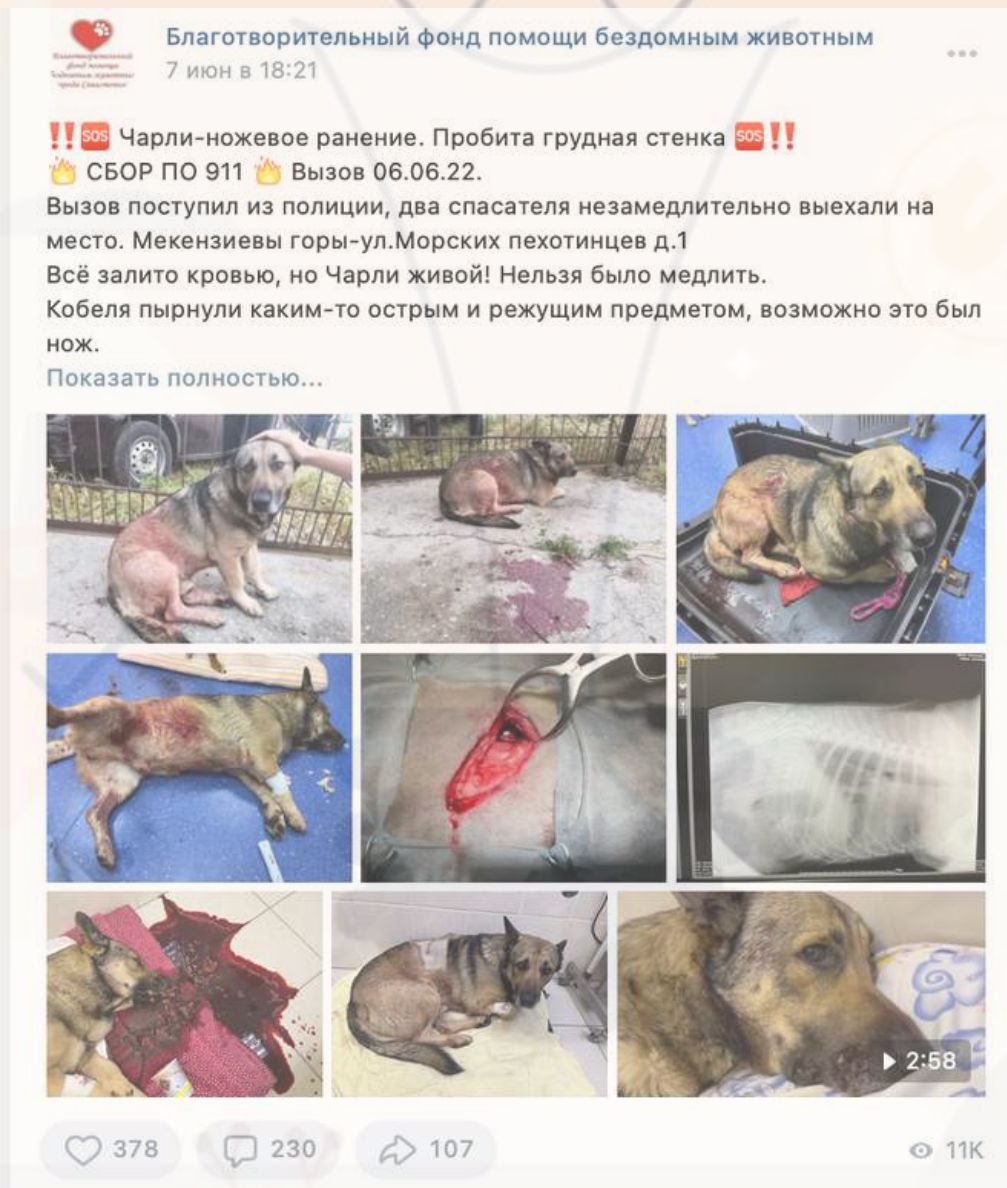 Благотворительный фонд помощи бездомным животным
7 июн в 18:21
‼️🆘 Чарли-ножевое ранение. Пробита грудная стенка 🆘‼️
🔥 СБОР ПО 911 🔥 Вызов 06.06.22.
Вызов поступил из полиции, два спасателя незамедлительно выехали на
место. Мекензиевы горы-ул.Морских пехотинцев д.1
Всё залито кровью, но Чарли живой! Нельзя было медлить.
Кобеля пырнули каким-то острым и режущим предметом, возможно это был
нож.
Показать полностью...
2:58
378 230 107 11K